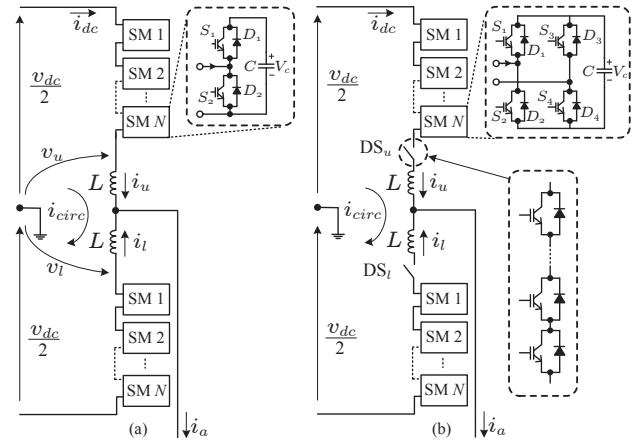 i_dc
SM 1
SM 2
SM N
v_dc
2
S_1
D_1
S_2
D_2
C
+
−
V_c
v_u
L
i_u
i_circ
L
i_l
v_l
SM 1
SM 2
SM N
v_dc
2
(a)
i_a
i_dc
SM 1
SM 2
SM N
v_dc
2
S_1
D_1
S_3
D_3
S_2
D_2
S_4
D_4
C
+
−
V_c
DS_u
L
i_u
i_circ
L
i_l
DS_l
SM 1
SM 2
SM N
v_dc
2
(b)
i_a